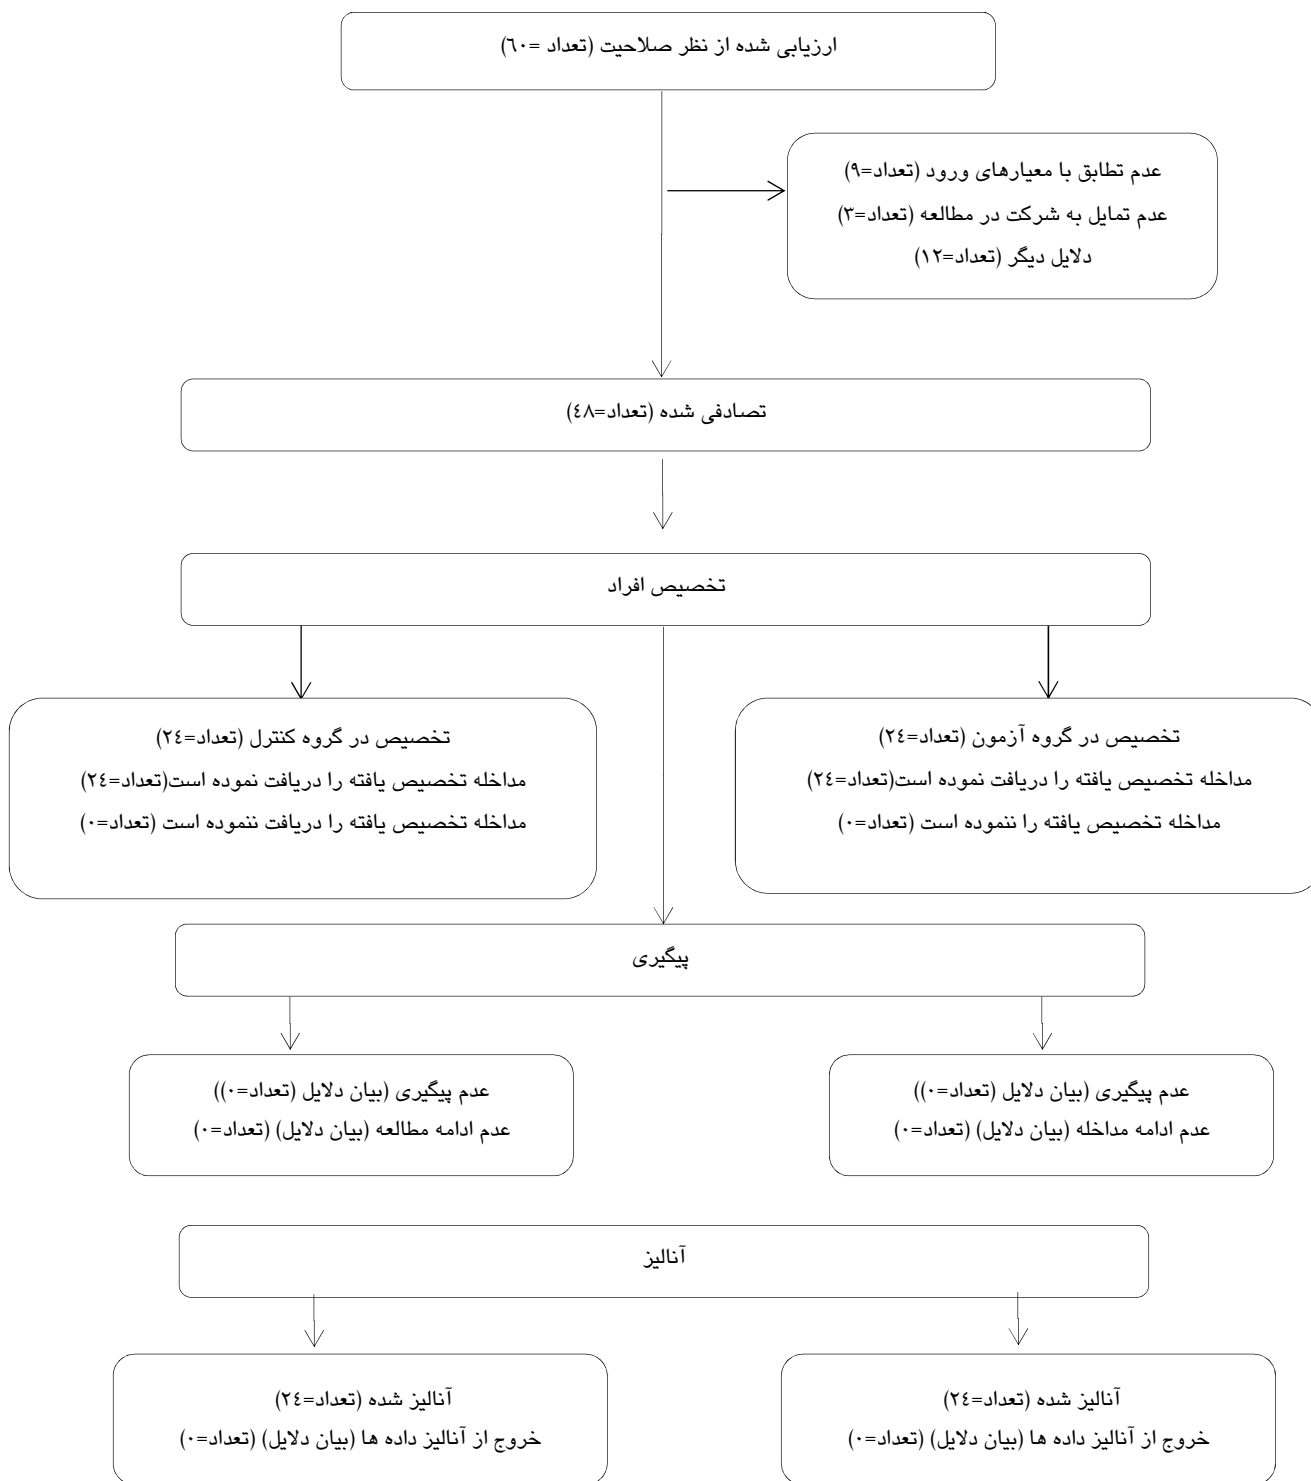 ارزیابی شده از نظر صلاحیت (تعداد =٦٠)
عدم تطابق با معیارهای ورود (تعداد=٩)
عدم تمایل به شرکت در مطالعه (تعداد=٣)
دلایل دیگر (تعداد=١٢)
تصادفی شده (تعداد=٤٨)
تخصیص افراد
تخصیص در گروه آزمون (تعداد=٢٤)
مداخله تخصیص یافته را دریافت نموده است(تعداد=٢٤)
مداخله تخصیص یافته را ننموده است (تعداد=٠)
تخصیص در گروه کنترل (تعداد=٢٤)
مداخله تخصیص یافته را دریافت نموده است(تعداد=٢٤)
مداخله تخصیص یافته را دریافت ننموده است (تعداد=٠)
پیگیری
عدم پیگیری (بیان دلایل (تعداد=٠))
عدم ادامه مداخله (بیان دلایل) (تعداد=٠)
عدم پیگیری (بیان دلایل (تعداد=٠))
عدم ادامه مطالعه (بیان دلایل) (تعداد=٠)
آنالیز
آنالیز شده (تعداد=٢٤)
خروج از آنالیز داده ها (بیان دلایل) (تعداد=٠)
آنالیز شده (تعداد=٢٤)
خروج از آنالیز داده ها (بیان دلایل) (تعداد=٠)